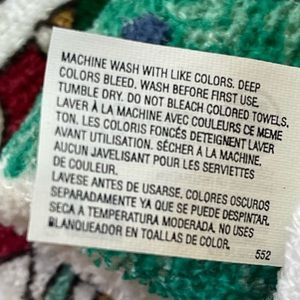 MACHINE WASH WITH LIKE COLORS. DEEP
COLORS BLEED. WASH BEFORE FIRST USE.
TUMBLE DRY. DO NOT BLEACH COLORED TOWELS.
LAVER À LA MACHINE AVEC COULEURS DE MEME
TON. LES COLORIS FONCÉS DETEIGNENT LAVER
AVANT UTILISATION. SÉCHER A LA MACHINE.
AUCUN JAVELISANT POUR LES SERVIETTES
DE COULEUR.
LAVESE ANTES DE USARSE. COLORES OSCUROS
SEPARADAMENTE YA QUE SE PUEDE DESPINTAR.
SECA A TEMPERATURA MODERADA. NO USES
BLANQUEADOR EN TOALLAS DE COLOR.
552